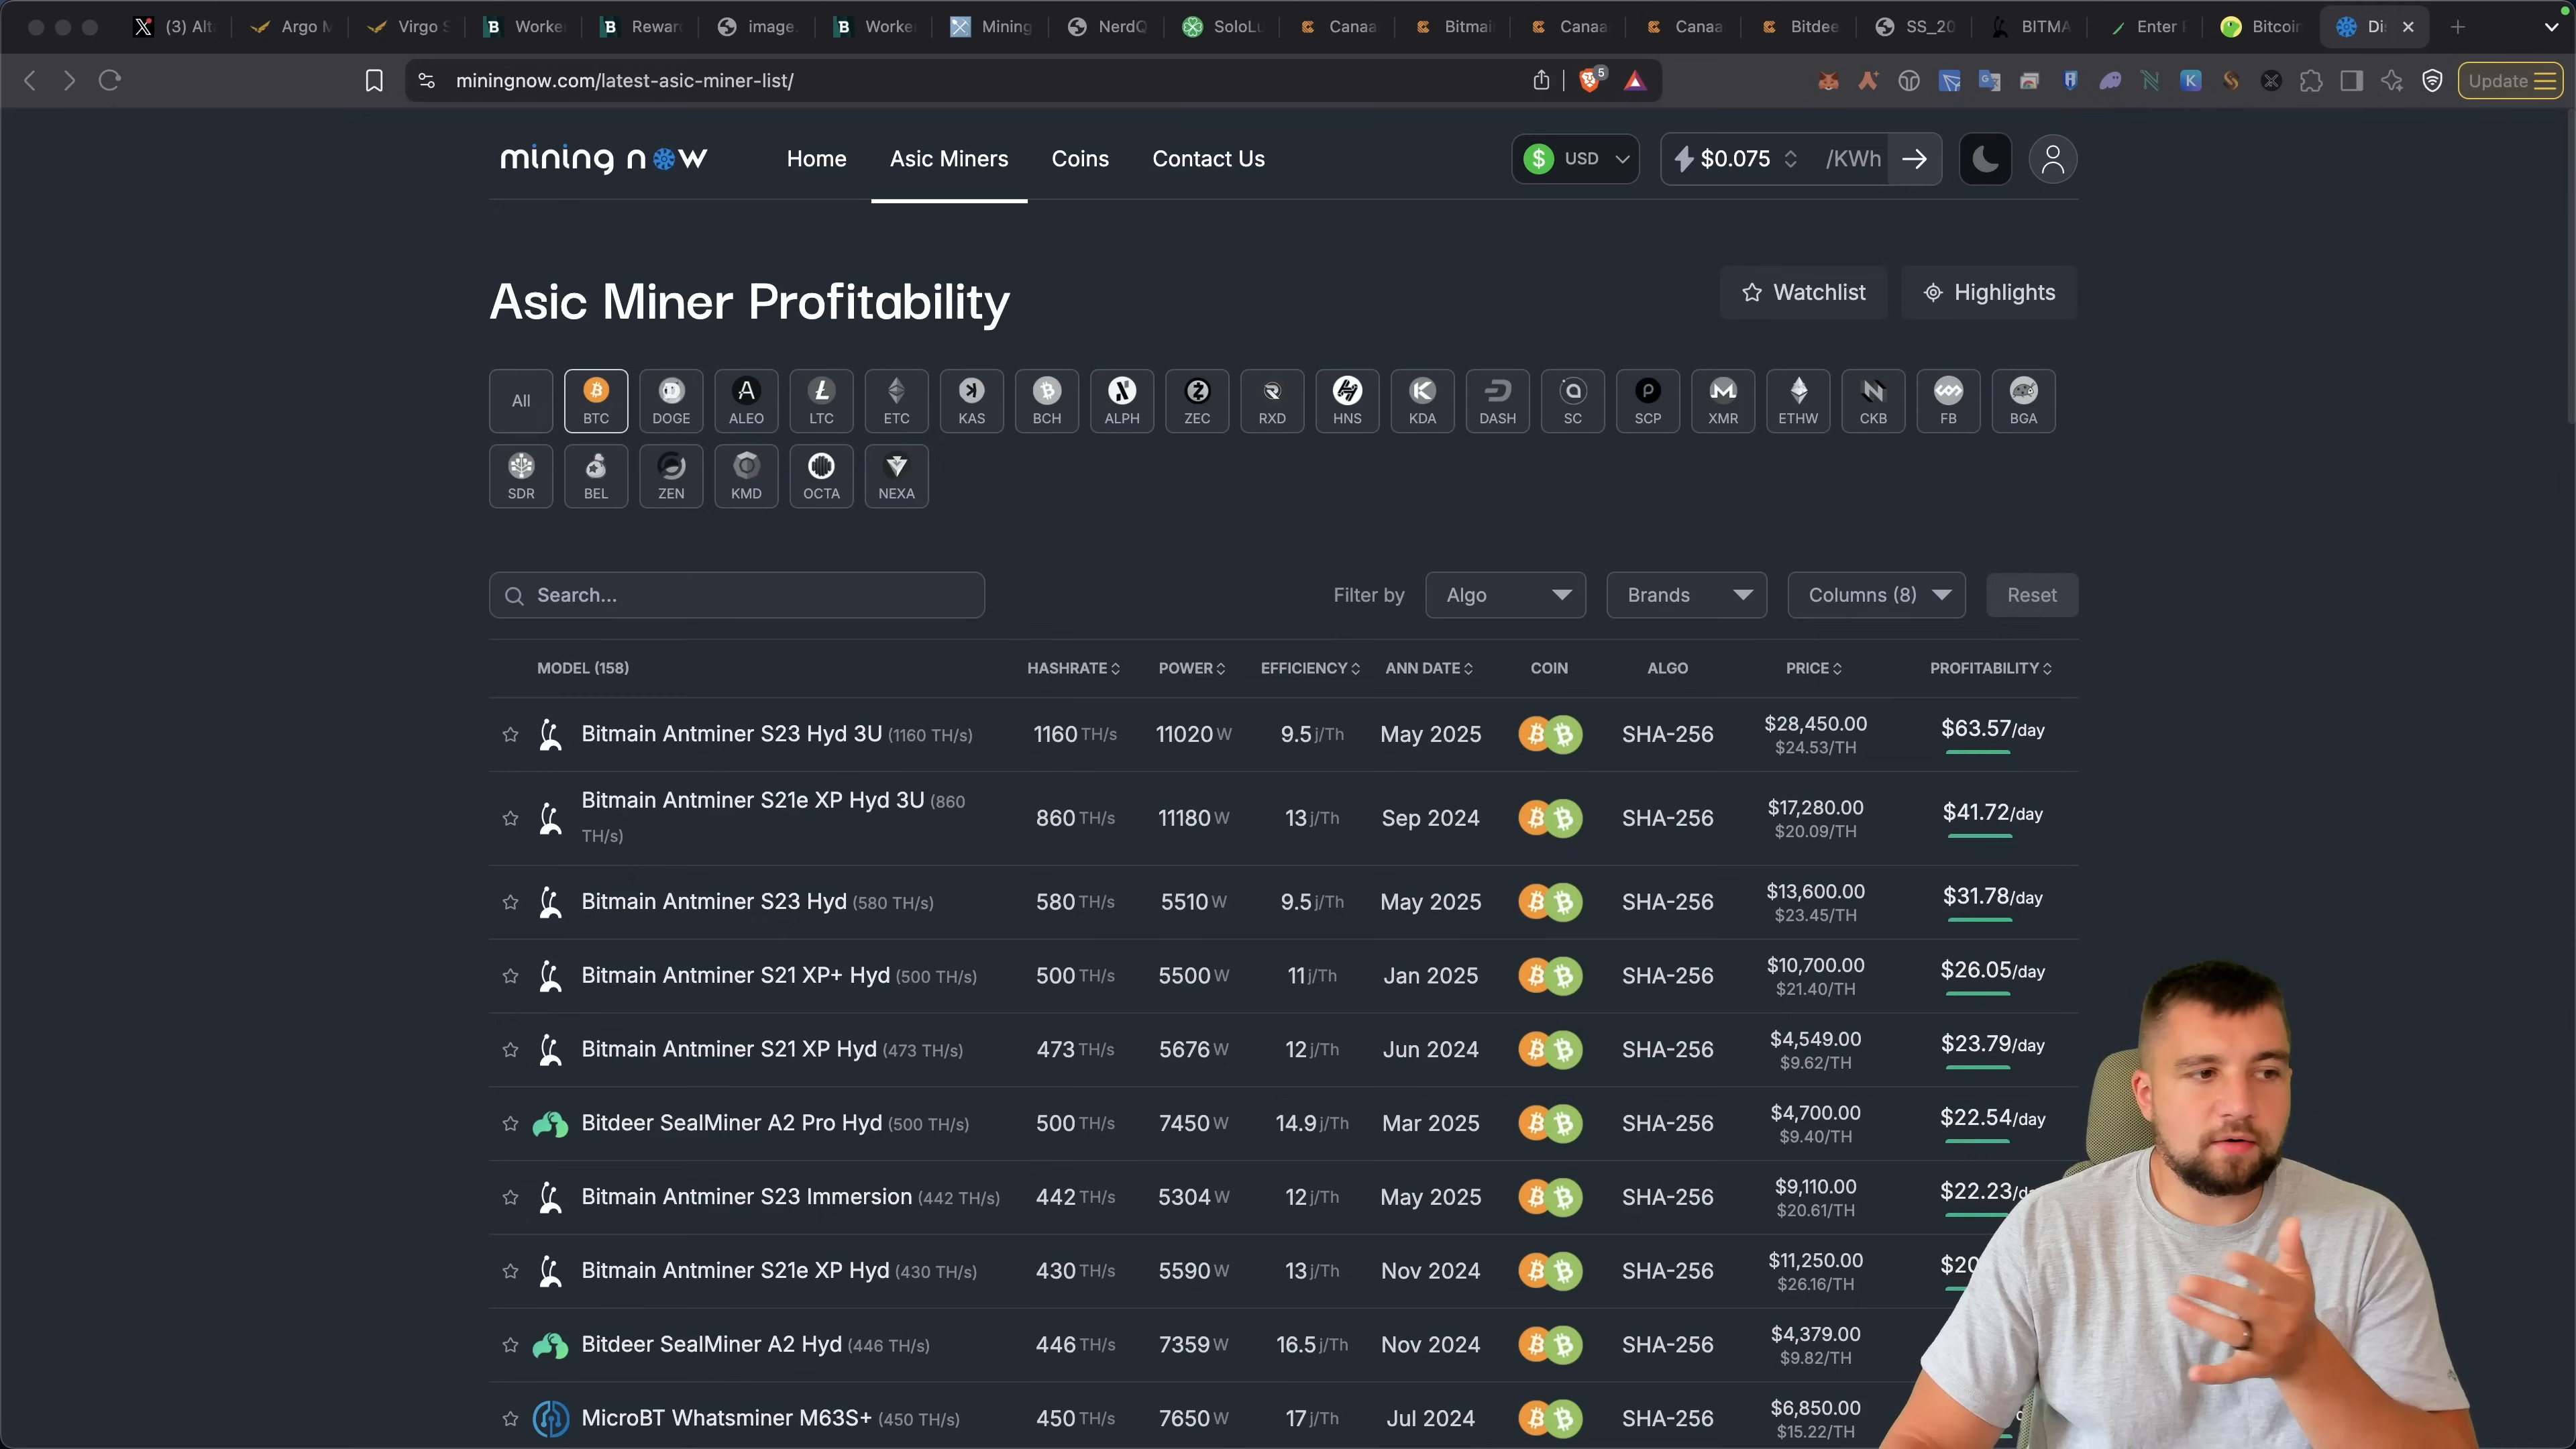 (3) Alt
Argo M
Virgo S
Worke
Rewar
image.
Worke
Mining
NerdQ
SoloLu
Canaa
Bitmai
Canaa
Canaa
Bitdee
SS_20
BITMA
Enter
Bitcoin
Di
miningnow.com/latest-asic-miner-list/
5
Update
mining now
Home
Asic Miners
Coins
Contact Us
USD
$0.075
/KWh
Asic Miner Profitability
Watchlist
Highlights
All
BTC
DOGE
ALEO
LTC
ETC
KAS
BCH
ALPH
ZEC
RXD
HNS
KDA
DASH
SC
SCP
XMR
ETHW
CKB
FB
BGA
SDR
BEL
ZEN
KMD
OCTA
NEXA
Search...
Filter by
Algo
Brands
Columns (8)
Reset
MODEL (158) HASHRATE POWER EFFICIENCY ANN DATE COIN ALGO PRICE PROFITABILITY
Bitmain Antminer S23 Hyd 3U (1160 TH/s) 1160 TH/s 11020 W 9.5 j/Th May 2025 SHA-256 $28,450.00 $63.57/day
$24.53/TH
Bitmain Antminer S21e XP Hyd 3U (860
TH/s) 860 TH/s 11180 W 13 j/Th Sep 2024 SHA-256 $17,280.00 $41.72/day
$20.09/TH
Bitmain Antminer S23 Hyd (580 TH/s) 580 TH/s 5510 W 9.5 j/Th May 2025 SHA-256 $13,600.00 $31.78/day
$23.45/TH
Bitmain Antminer S21 XP+ Hyd (500 TH/s) 500 TH/s 5500 W 11 j/Th Jan 2025 SHA-256 $10,700.00 $26.05/day
$21.40/TH
Bitmain Antminer S21 XP Hyd (473 TH/s) 473 TH/s 5676 W 12 j/Th Jun 2024 SHA-256 $4,549.00 $23.79/day
$9.62/TH
Bitdeer SealMiner A2 Pro Hyd (500 TH/s) 500 TH/s 7450 W 14.9 j/Th Mar 2025 SHA-256 $4,700.00 $22.54/day
$9.40/TH
Bitmain Antminer S23 Immersion (442 TH/s) 442 TH/s 5304 W 12 j/Th May 2025 SHA-256 $9,110.00 $22.23/d
$20.61/TH
Bitmain Antminer S21e XP Hyd (430 TH/s) 430 TH/s 5590 W 13 j/Th Nov 2024 SHA-256 $11,250.00 $20
$26.16/TH
Bitdeer SealMiner A2 Hyd (446 TH/s) 446 TH/s 7359 W 16.5 j/Th Nov 2024 SHA-256 $4,379.00
$9.82/TH
MicroBT Whatsminer M63S+ (450 TH/s) 450 TH/s 7650 W 17 j/Th Jul 2024 SHA-256 $6,850.00
$15.22/TH